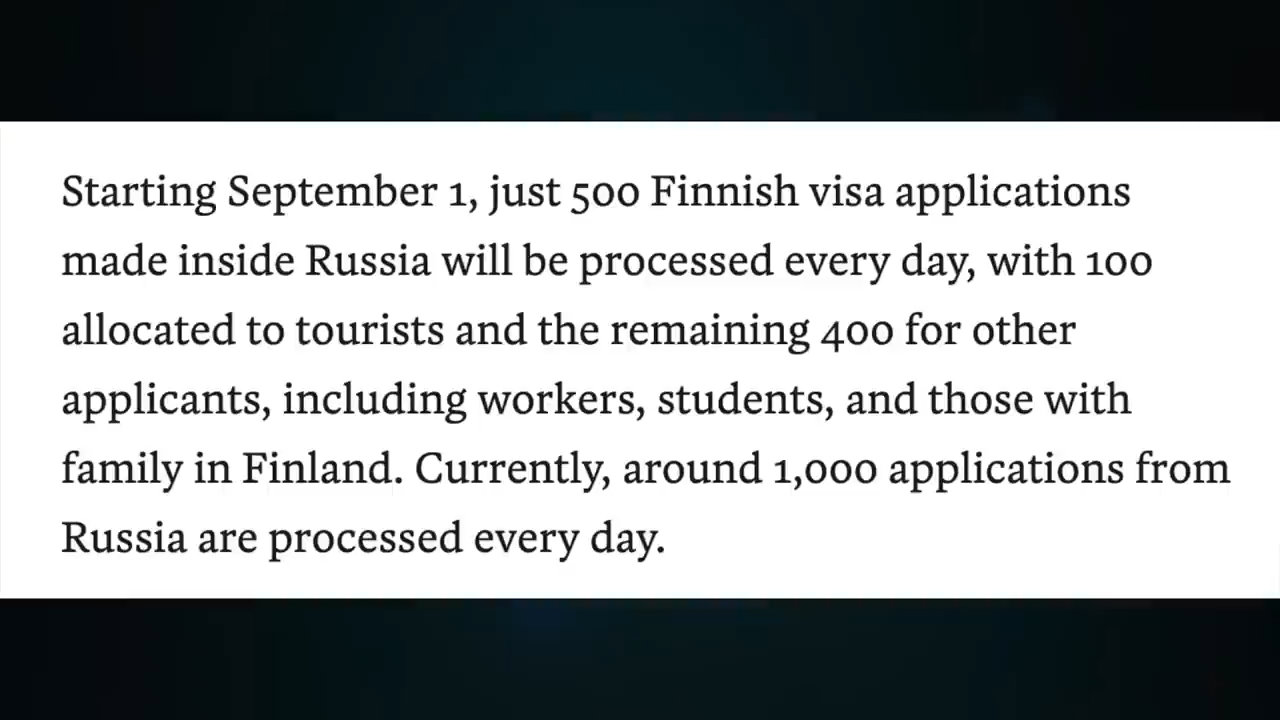 Starting September 1, just 500 Finnish visa applications
made inside Russia will be processed every day, with 100
allocated to tourists and the remaining 400 for other
applicants, including workers, students, and those with
family in Finland. Currently, around 1,000 applications from
Russia are processed every day.